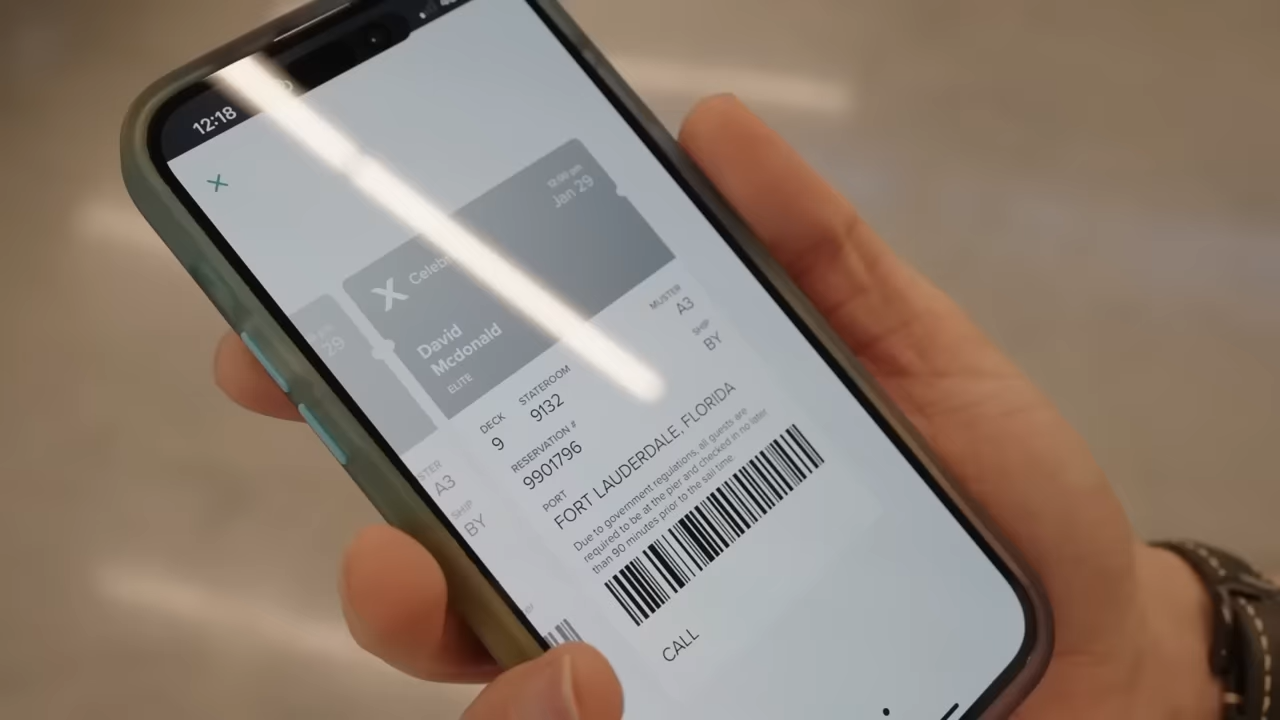 12:18
12:00 pm
Jan 29
29
X Celebr
David
Mcdonald
ELITE
MUSTER
A3
SHIP
BY
DECK
9
STATEROOM
9132
RESERVATION #
9901796
PORT
FORT LAUDERDALE, FLORIDA
Due to government regulations, all guests are
required to be at the pier and checked in no later
than 90 minutes prior to the sail time.
CALL
STER
A3
SHIP
BY